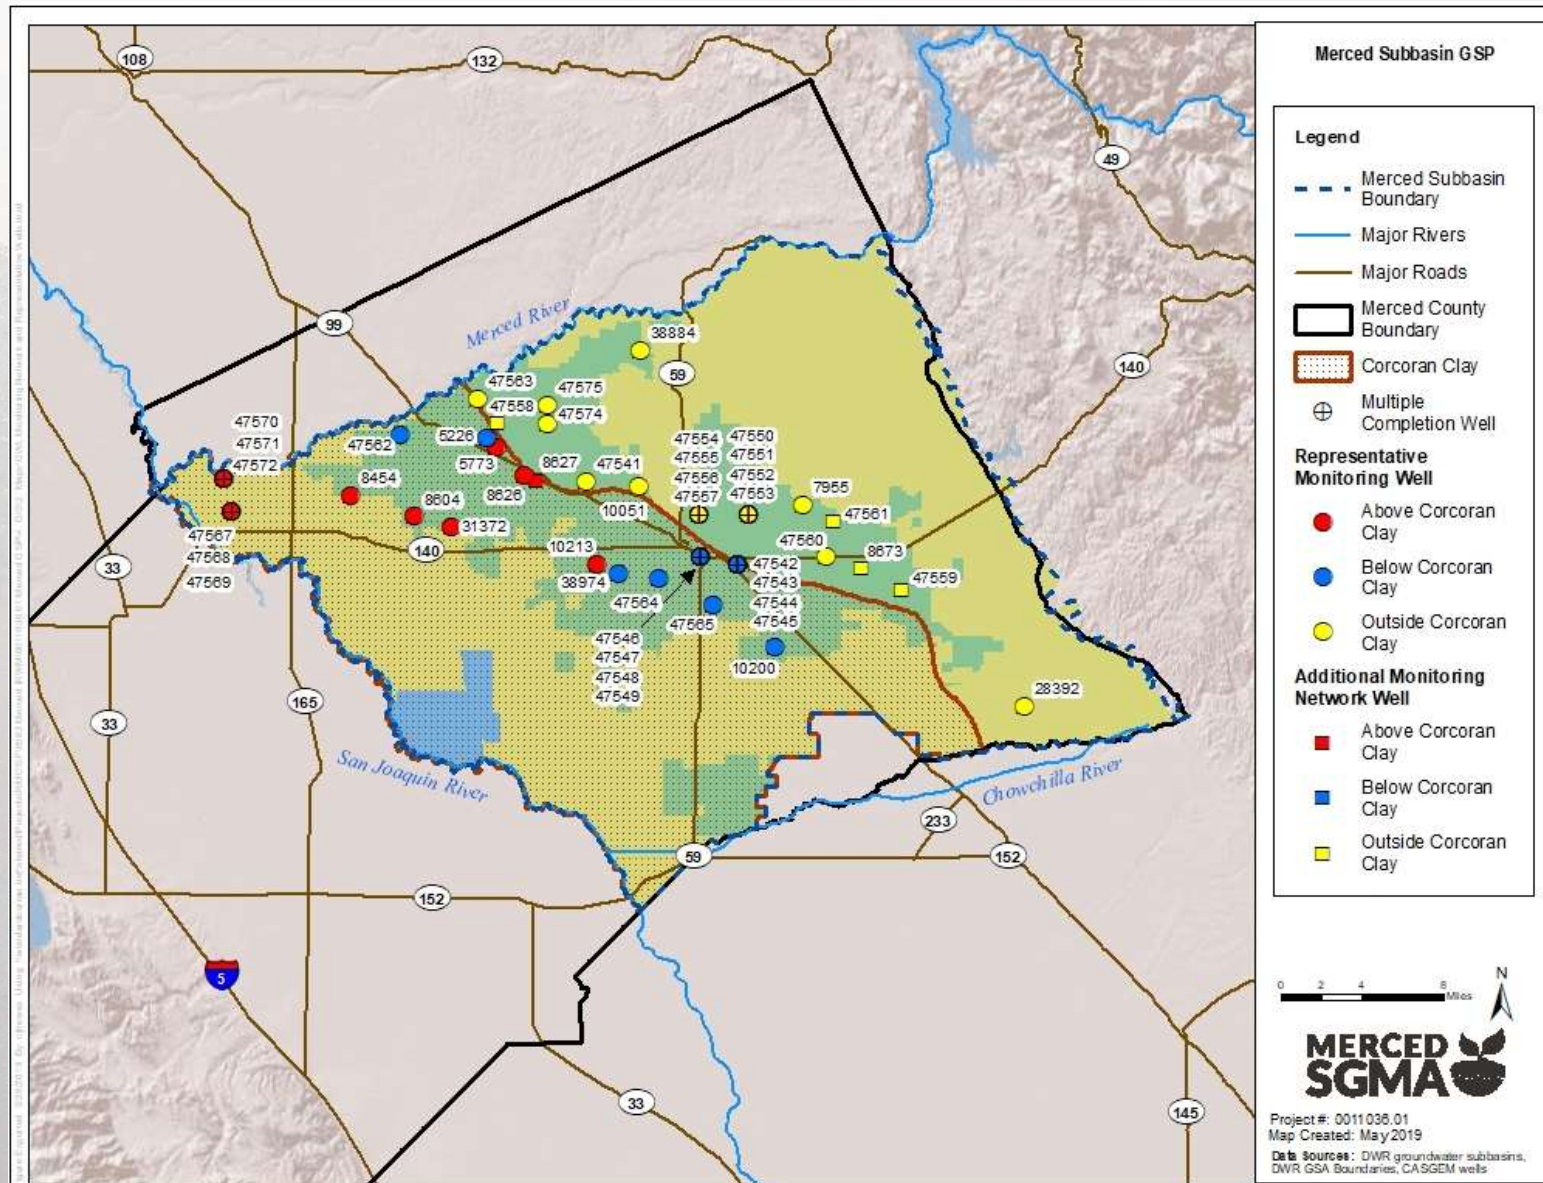 Merced Subbasin GSP
Legend
Merced Subbasin
Boundary
Major Rivers
Major Roads
Merced County
Boundary
Corcoran Clay
Multiple
Completion Well
Representative
Monitoring Well
Above Corcoran
Clay
Below Corcoran
Clay
Outside Corcoran
Clay
Additional Monitoring
Network Well
Above Corcoran
Clay
Below Corcoran
Clay
Outside Corcoran
Clay
0 2 4 8
Miles
N
MERCED
SGMA
Project #: 0011036.01
Map Created: May 2019
Data Sources: DWR groundwater subbasins,
DWR GSA Boundaries, CASGEM wells
108
132
49
99
Merced River
38884
59
140
47563
47575
47558
47574
47570
47571
47572
47562
5226
5773
8627
47541
47554
47555
47556
47557
47550
47551
47552
47553
7955
8454
8604
8626
10051
47561
31372
47567
47568
47569
140
10213
47560
8673
33
38974
47542
47543
47544
47545
47559
47564
47565
47546
47547
47548
47549
10200
28392
165
33
San Joaquin River
Chowchilla River
233
59
152
152
5
33
145